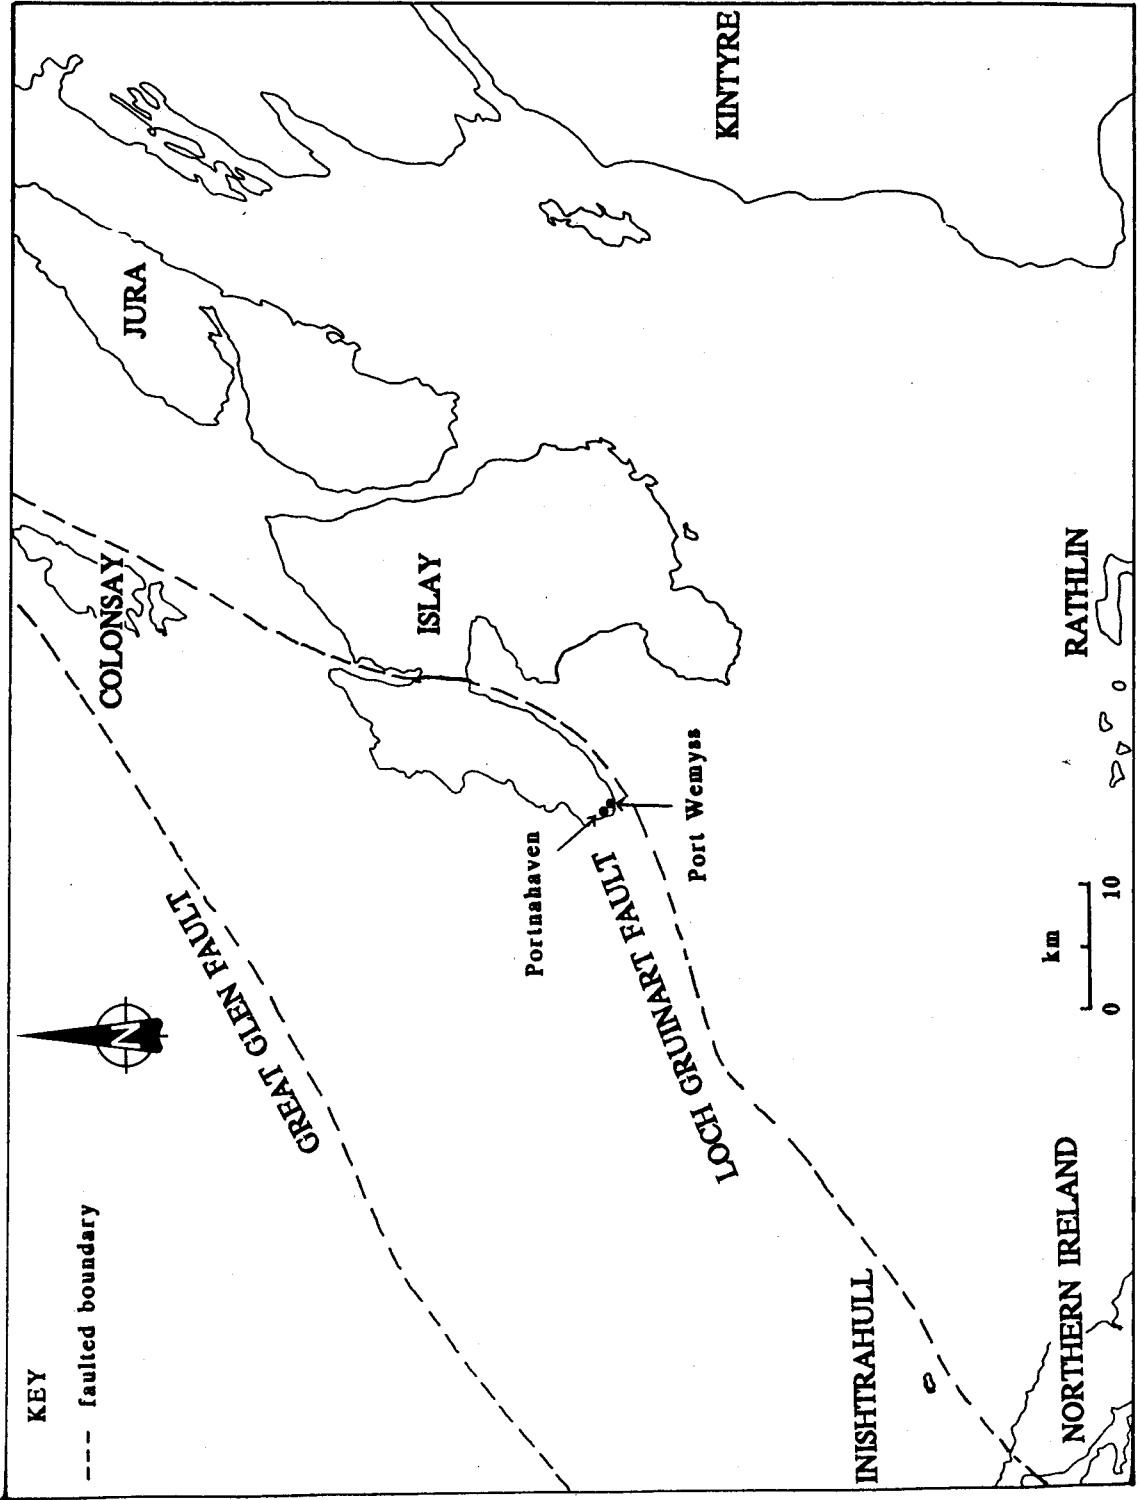 KEY
--- faulted boundary
N
COLONSAY
JURA
GREAT GLEN FAULT
ISLAY
KINTYRE
Portnahaven
LOCH GRUINART FAULT
Port Wemyss
INISHTRAHULL
NORTHERN IRELAND
km
0 10
RATHLIN